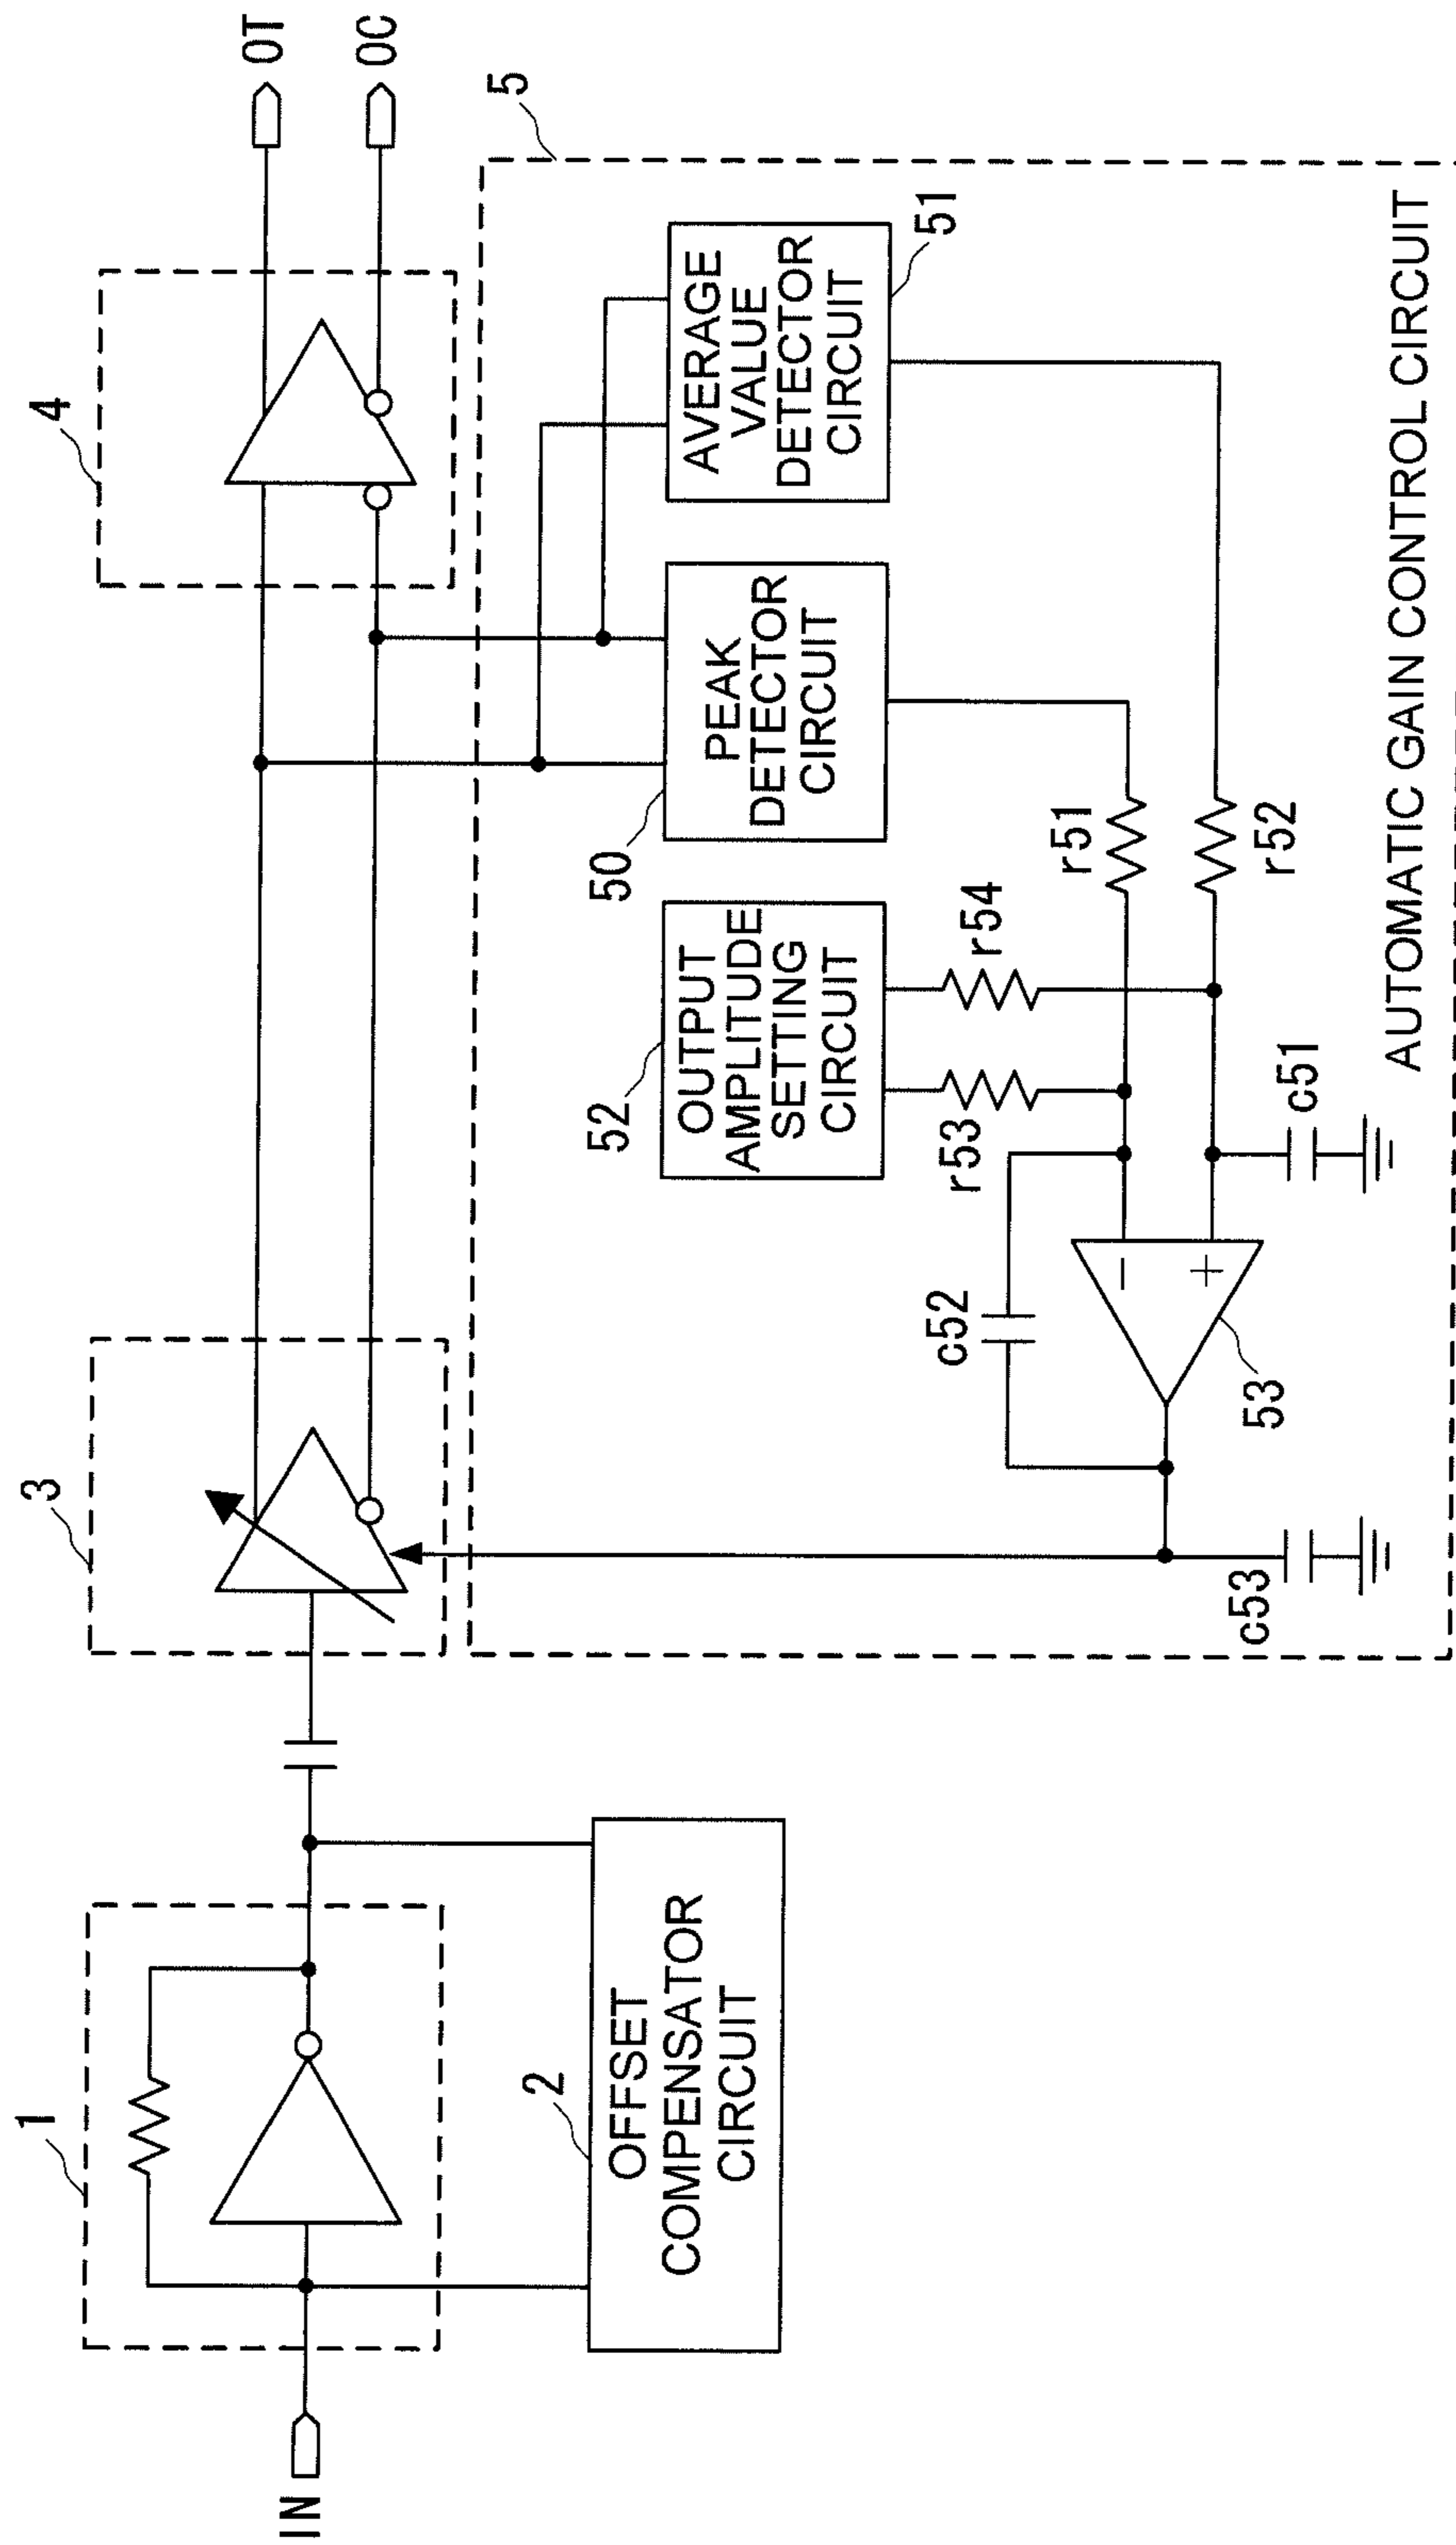 1
3
4
OT
OC
IN
2
OFFSET
COMPENSATOR
CIRCUIT
5
52
OUTPUT
AMPLITUDE
SETTING
CIRCUIT
50
PEAK
DETECTOR
CIRCUIT
AVERAGE
VALUE
DETECTOR
CIRCUIT
51
r53
r54
r51
r52
c52
−
+
53
c51
c53
AUTOMATIC GAIN CONTROL CIRCUIT